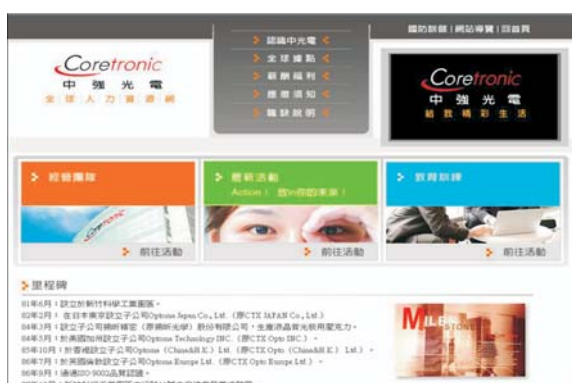 國防訓儲 | 網站導覽 | 回首頁
認識中光電
全球據點
薪酬福利
應徵須知
職缺說明
Coretronic
中強光電
全球人力資源網
Coretronic
中強光電
給我精彩生活
經營團隊
最新活動
Action！ 放in你的未來！
教育訓練
Coretronic
前往活動
前往活動
前往活動
里程碑
81年6月：設立於新竹科學工業園區。
82年2月：在日本東京設立子公司Optoma Japan Co., Ltd.（原CTX JAPAN Co., Ltd.）
84年3月：設立子公司揚昕精密（原揚昕光學）股份有限公司，生產液晶背光板用壓克力。
84年5月：於美國加州設立子公司Optoma Technology INC.（原CTX Opto INC.）。
85年10月：於香港設立子公司Optoma (China&H.K.) Ltd.（原CTX Opto (China&H.K.) Ltd.）。
86年7月：於英國倫敦設立子公司Optoma Europe Ltd.（原CTX Opto Europe Ltd.）。
86年9月：通過ISO-9002品質認證。
MILESTONE